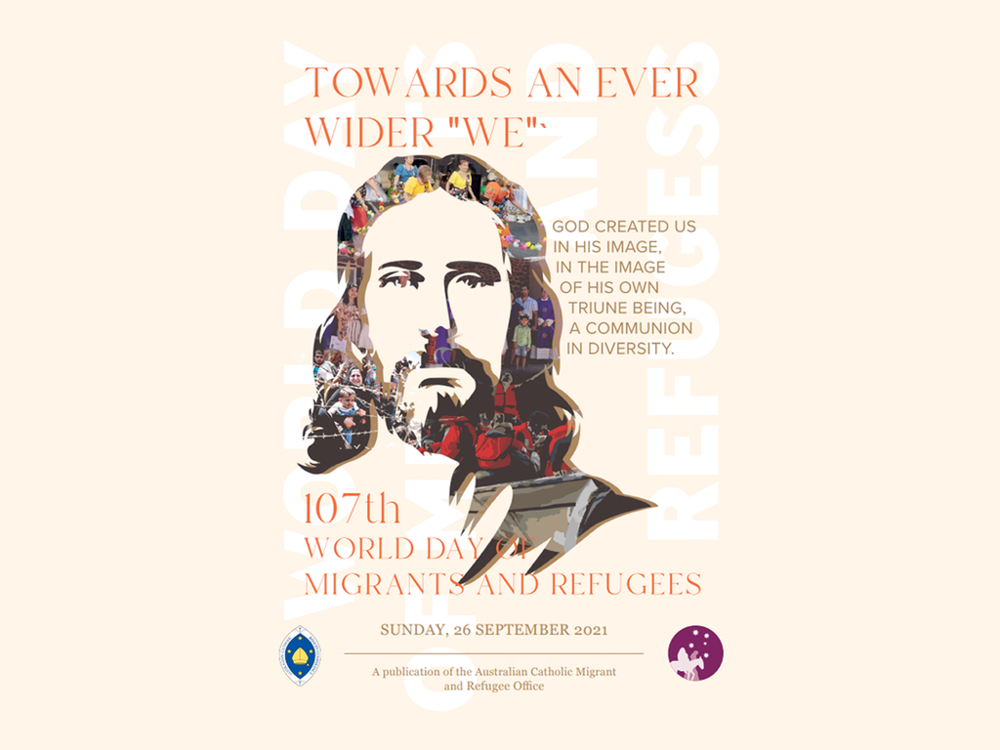 TOWARDS AN EVER
WIDER "WE"`
GOD CREATED US
IN HIS IMAGE,
IN THE IMAGE
OF HIS OWN
TRIUNE BEING,
A COMMUNION
IN DIVERSITY.
107th
WORLD DAY OF
MIGRANTS AND REFUGEES
SUNDAY, 26 SEPTEMBER 2021
A publication of the Australian Catholic Migrant
and Refugee Office
WORLD DAY
AND
REFUGEES